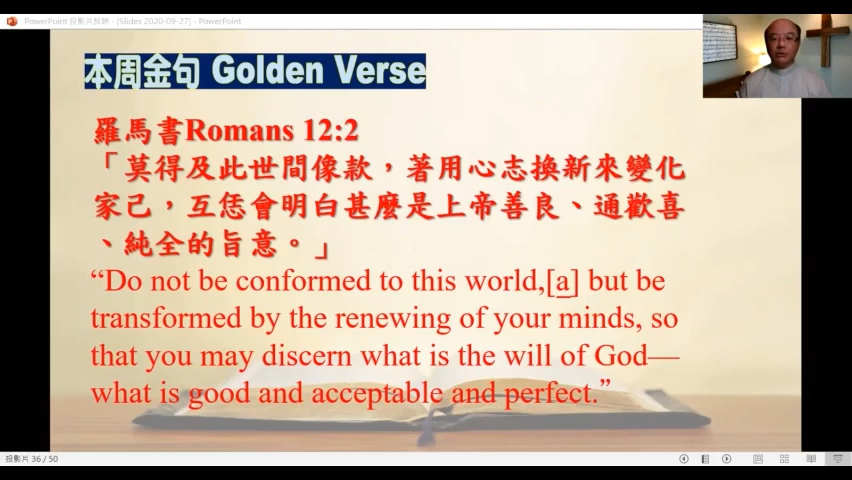 PowerPoint 投影片放映 - [Slides 2020-09-27] - PowerPoint
本周金句 Golden Verse
羅馬書Romans 12:2
「莫得及此世間像款，著用心志換新來變化
家己，互恁會明白甚麼是上帝善良、通歡喜
、純全的旨意。」
“Do not be conformed to this world,[a] but be
transformed by the renewing of your minds, so
that you may discern what is the will of God—
what is good and acceptable and perfect.”
投影片 36 / 50